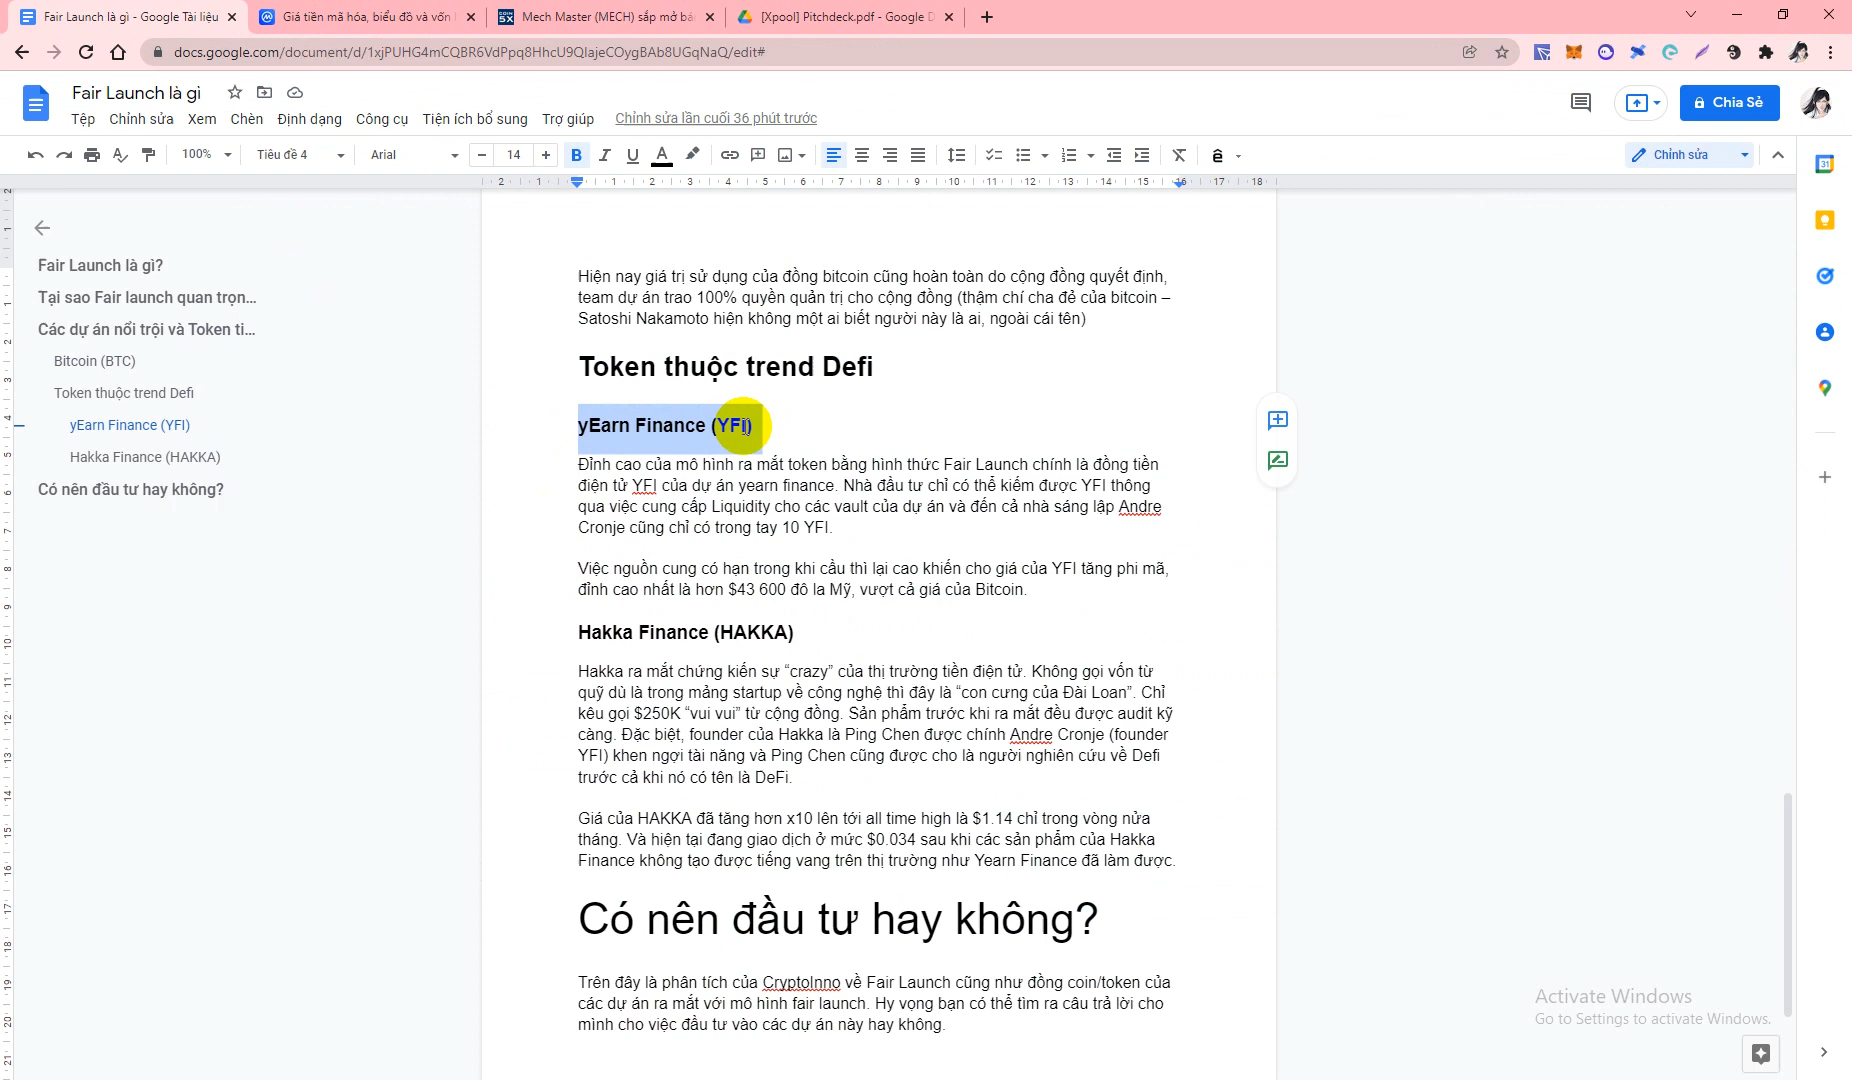 Fair Launch là gì - Google Tài liệu
Giá tiền mã hóa, biểu đồ và vốn
Mech Master (MECH) sắp mở bá
[Xpool] Pitchdeck.pdf - Google D
docs.google.com/document/d/1xjPUHG4mCQBR6VdPpq8HhcU9QlajeCOygBAb8UGqNaQ/edit#
Fair Launch là gì
Tệp Chỉnh sửa Xem Chèn Định dạng Công cụ Tiện ích bổ sung Trợ giúp Chỉnh sửa lần cuối 36 phút trước
Chia Sẻ
100% Tiêu đề 4 Arial 14 Chỉnh sửa
2 1 1 2 3 4 5 6 7 8 9 10 11 12 13 14 15 16 17 18
Fair Launch là gì?
Tại sao Fair launch quan trọn...
Các dự án nổi trội và Token ti...
Bitcoin (BTC)
Token thuộc trend Defi
yEarn Finance (YFI)
Hakka Finance (HAKKA)
Có nên đầu tư hay không?
Hiện nay giá trị sử dụng của đồng bitcoin cũng hoàn toàn do cộng đồng quyết định,
team dự án trao 100% quyền quản trị cho cộng đồng (thậm chí cha đẻ của bitcoin –
Satoshi Nakamoto hiện không một ai biết người này là ai, ngoài cái tên)
Token thuộc trend Defi
yEarn Finance (YFI)
Đỉnh cao của mô hình ra mắt token bằng hình thức Fair Launch chính là đồng tiền
điện tử YFI của dự án yearn finance. Nhà đầu tư chỉ có thể kiếm được YFI thông
qua việc cung cấp Liquidity cho các vault của dự án và đến cả nhà sáng lập Andre
Cronje cũng chỉ có trong tay 10 YFI.
Việc nguồn cung có hạn trong khi cầu thì lại cao khiến cho giá của YFI tăng phi mã,
đỉnh cao nhất là hơn $43 600 đô la Mỹ, vượt cả giá của Bitcoin.
Hakka Finance (HAKKA)
Hakka ra mắt chứng kiến sự “crazy” của thị trường tiền điện tử. Không gọi vốn từ
quỹ dù là trong mảng startup về công nghệ thì đây là “con cưng của Đài Loan”. Chỉ
kêu gọi $250K “vui vui” từ cộng đồng. Sản phẩm trước khi ra mắt đều được audit kỹ
càng. Đặc biệt, founder của Hakka là Ping Chen được chính Andre Cronje (founder
YFI) khen ngợi tài năng và Ping Chen cũng được cho là người nghiên cứu về Defi
trước cả khi nó có tên là DeFi.
Giá của HAKKA đã tăng hơn x10 lên tới all time high là $1.14 chỉ trong vòng nửa
tháng. Và hiện tại đang giao dịch ở mức $0.034 sau khi các sản phẩm của Hakka
Finance không tạo được tiếng vang trên thị trường như Yearn Finance đã làm được.
Có nên đầu tư hay không?
Trên đây là phân tích của CryptoInno về Fair Launch cũng như đồng coin/token của
các dự án ra mắt với mô hình fair launch. Hy vọng bạn có thể tìm ra câu trả lời cho
mình cho việc đầu tư vào các dự án này hay không.
Activate Windows
Go to Settings to activate Windows.